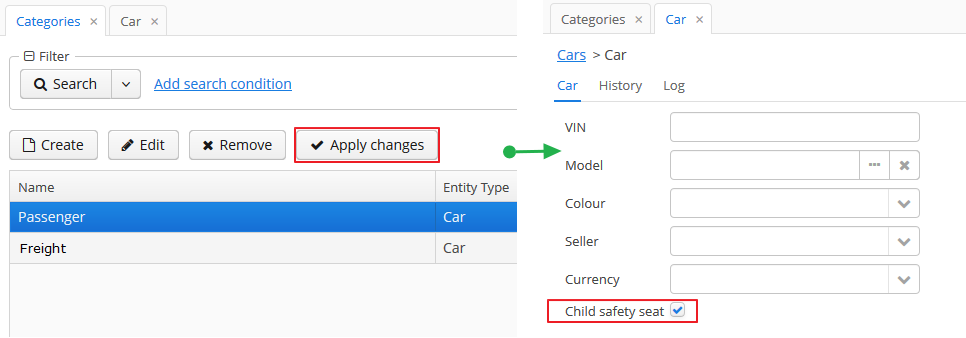 Categories × Car ×
Filter
Search Add search condition
Create Edit Remove Apply changes
Name Entity Type
Passenger Car
Freight Car
Categories × Car ×
Cars > Car
Car History Log
VIN
Model
Colour
Seller
Currency
Child safety seat